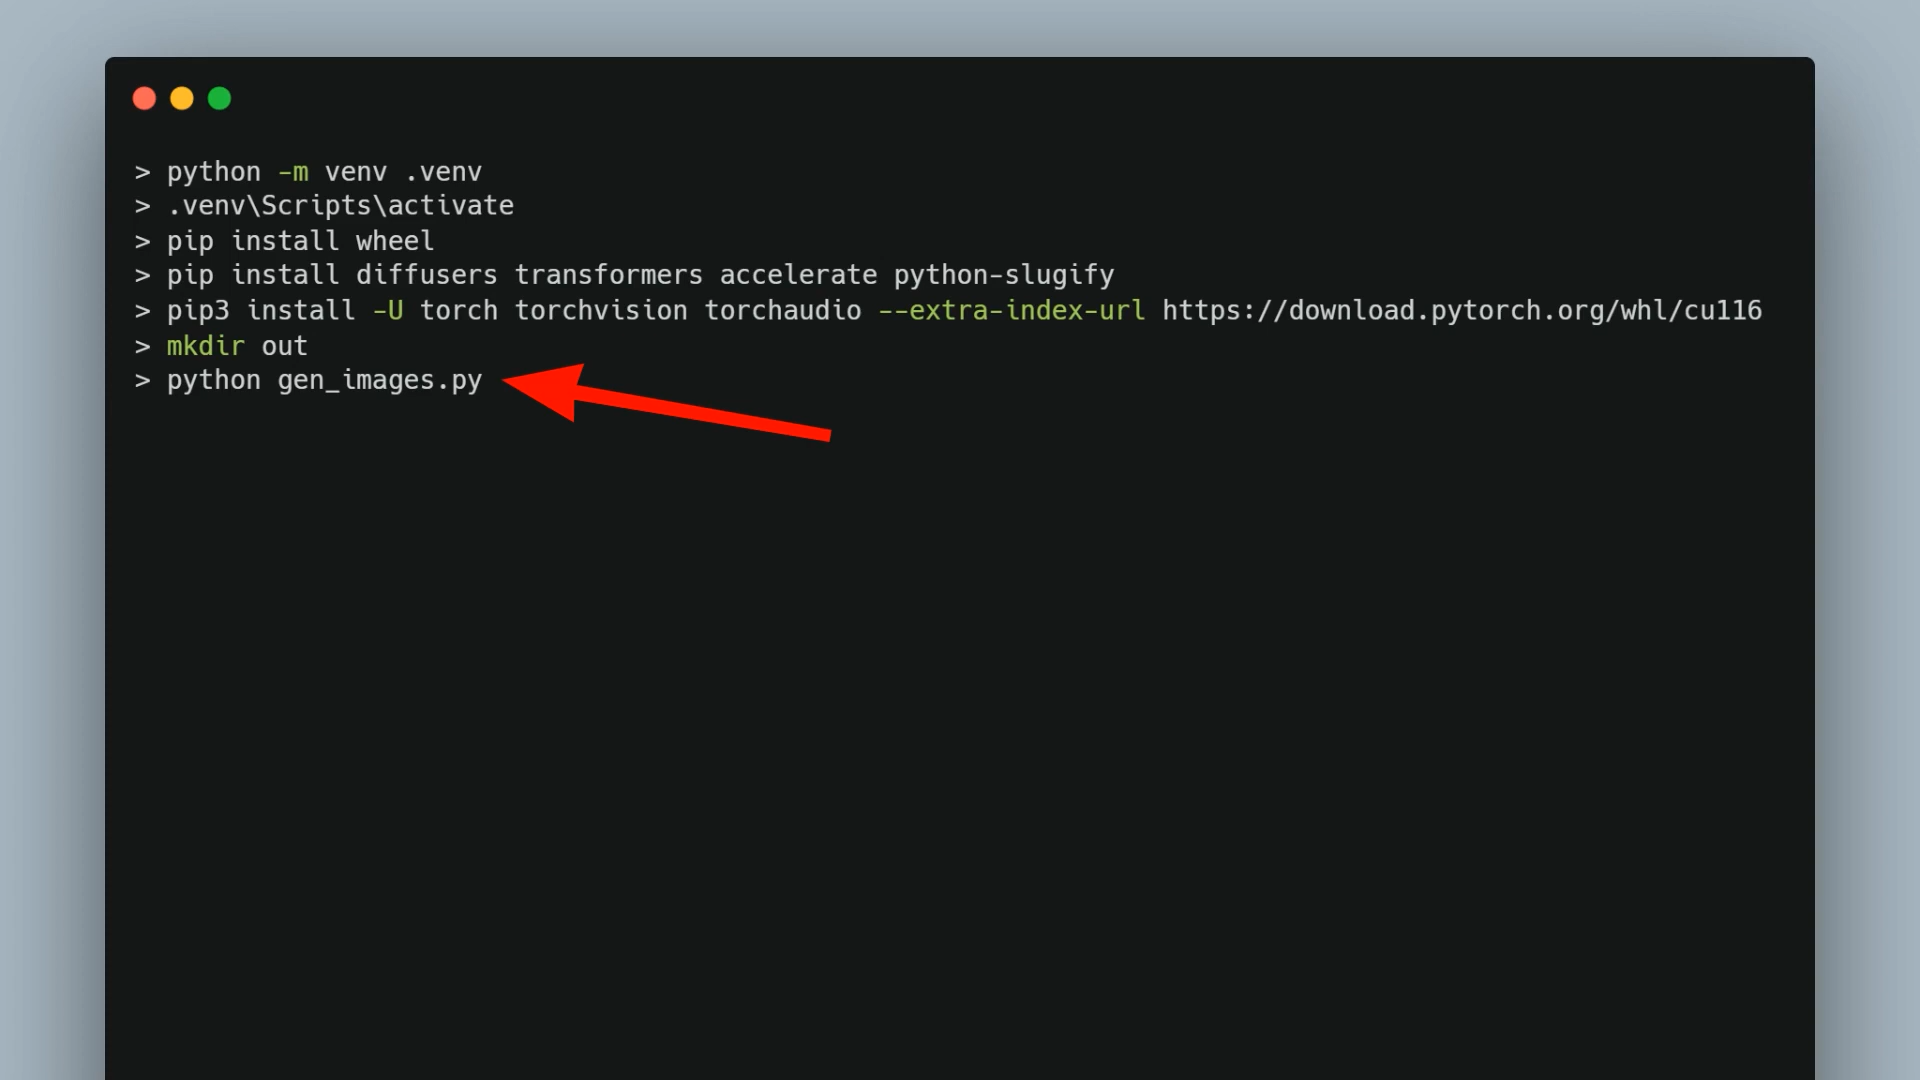 > python -m venv .venv
> .venv\Scripts\activate
> pip install wheel
> pip install diffusers transformers accelerate python-slugify
> pip3 install -U torch torchvision torchaudio --extra-index-url https://download.pytorch.org/whl/cu116
> mkdir out
> python gen_images.py